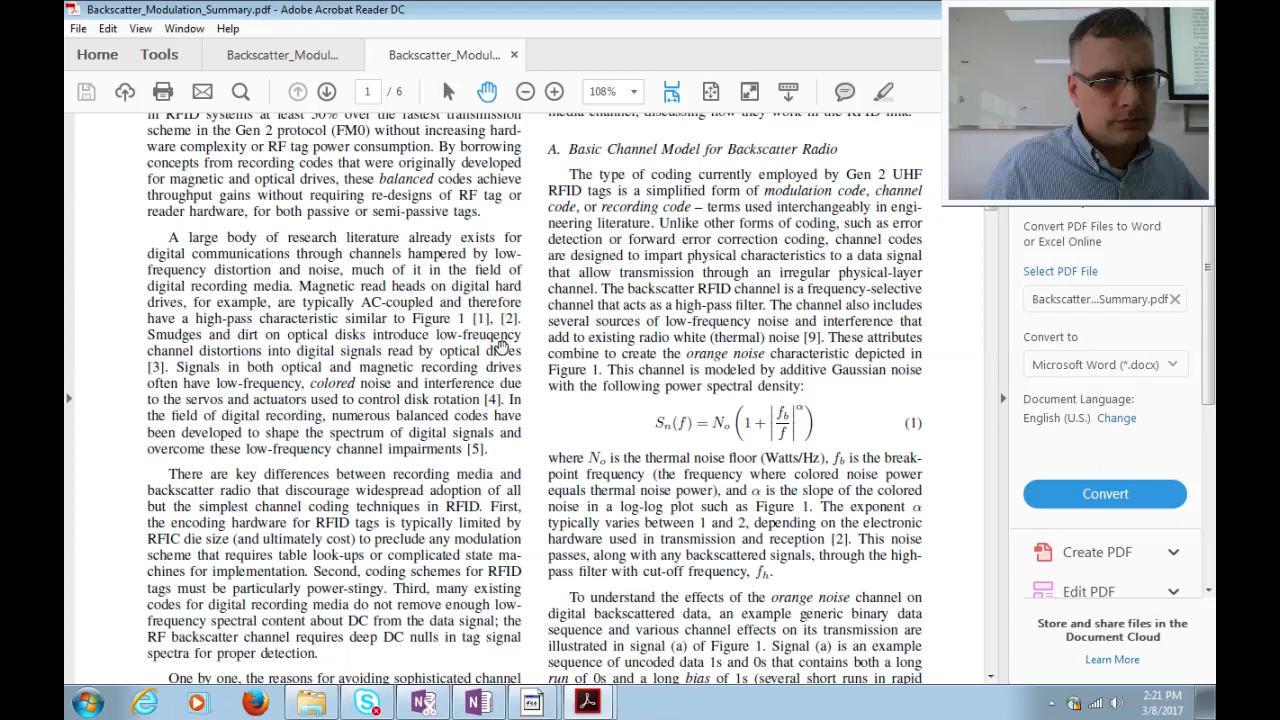 Backscatter_Modulation_Summary.pdf - Adobe Acrobat Reader DC
File Edit View Window Help
Home Tools Backscatter_Modul... Backscatter_Modul... ×
1 / 6 108%
in RFID systems at least 50% over the fastest transmission
scheme in the Gen 2 protocol (FM0) without increasing hard-
ware complexity or RF tag power consumption. By borrowing
concepts from recording codes that were originally developed
for magnetic and optical drives, these balanced codes achieve
throughput gains without requiring re-designs of RF tag or
reader hardware, for both passive or semi-passive tags.
A large body of research literature already exists for
digital communications through channels hampered by low-
frequency distortion and noise, much of it in the field of
digital recording media. Magnetic read heads on digital hard
drives, for example, are typically AC-coupled and therefore
have a high-pass characteristic similar to Figure 1 [1], [2].
Smudges and dirt on optical disks introduce low-freuqency
channel distortions into digital signals read by optical drives
[3]. Signals in both optical and magnetic recording drives
often have low-frequency, colored noise and interference due
to the servos and actuators used to control disk rotation [4]. In
the field of digital recording, numerous balanced codes have
been developed to shape the spectrum of digital signals and
overcome these low-frequency channel impairments [5].
There are key differences between recording media and
backscatter radio that discourage widespread adoption of all
but the simplest channel coding techniques in RFID. First,
the encoding hardware for RFID tags is typically limited by
RFIC die size (and ultimately cost) to preclude any modulation
scheme that requires table look-ups or complicated state ma-
chines for implementation. Second, coding schemes for RFID
tags must be particularly power-stingy. Third, many existing
codes for digital recording media do not remove enough low-
frequency spectral content about DC from the data signal; the
RF backscatter channel requires deep DC nulls in tag signal
spectra for proper detection.
One by one, the reasons for avoiding sophisticated channel
media channel, discussing how they work in the RFID link.
A. Basic Channel Model for Backscatter Radio
The type of coding currently employed by Gen 2 UHF
RFID tags is a simplified form of modulation code, channel
code, or recording code – terms used interchangeably in engi-
neering literature. Unlike other forms of coding, such as error
detection or forward error correction coding, channel codes
are designed to impart physical characteristics to a data signal
that allow transmission through an irregular physical-layer
channel. The backscatter RFID channel is a frequency-selective
channel that acts as a high-pass filter. The channel also includes
several sources of low-frequency noise and interference that
add to existing radio white (thermal) noise [9]. These attributes
combine to create the orange noise characteristic depicted in
Figure 1. This channel is modeled by additive Gaussian noise
with the following power spectral density:
Sn(f) = No (1 + |fb/f|^α) (1)
where No is the thermal noise floor (Watts/Hz), fb is the break-
point frequency (the frequency where colored noise power
equals thermal noise power), and α is the slope of the colored
noise in a log-log plot such as Figure 1. The exponent α
typically varies between 1 and 2, depending on the electronic
hardware used in transmission and reception [2]. This noise
passes, along with any backscattered signals, through the high-
pass filter with cut-off frequency, fh.
To understand the effects of the orange noise channel on
digital backscattered data, an example generic binary data
sequence and various channel effects on its transmission are
illustrated in signal (a) of Figure 1. Signal (a) is an example
sequence of uncoded data 1s and 0s that contains both a long
run of 0s and a long bias of 1s (several short runs in rapid
Convert PDF Files to Word
or Excel Online
Select PDF File
Backscatter...Summary.pdf ×
Convert to
Microsoft Word (*.docx)
Document Language:
English (U.S.) Change
Convert
Create PDF
Edit PDF
Store and share files in the
Document Cloud
Learn More
2:21 PM
3/8/2017